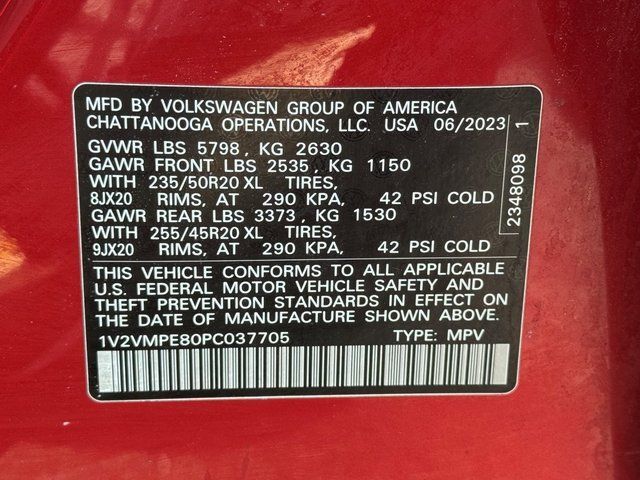 MFD BY VOLKSWAGEN GROUP OF AMERICA
CHATTANOOGA OPERATIONS, LLC. USA 06/2023
GVWR LBS 5798, KG 2630
GAWR FRONT LBS 2535, KG 1150
WITH 235/50R20 XL TIRES,
8JX20 RIMS, AT 290 KPA, 42 PSI COLD
GAWR REAR LBS 3373, KG 1530
WITH 255/45R20 XL TIRES,
9JX20 RIMS, AT 290 KPA, 42 PSI COLD
THIS VEHICLE CONFORMS TO ALL APPLICABLE
U.S. FEDERAL MOTOR VEHICLE SAFETY AND
THEFT PREVENTION STANDARDS IN EFFECT ON
THE DATE OF MANUFACTURE SHOWN ABOVE.
1V2VMPE80PC037705 TYPE: MPV
2348098 1